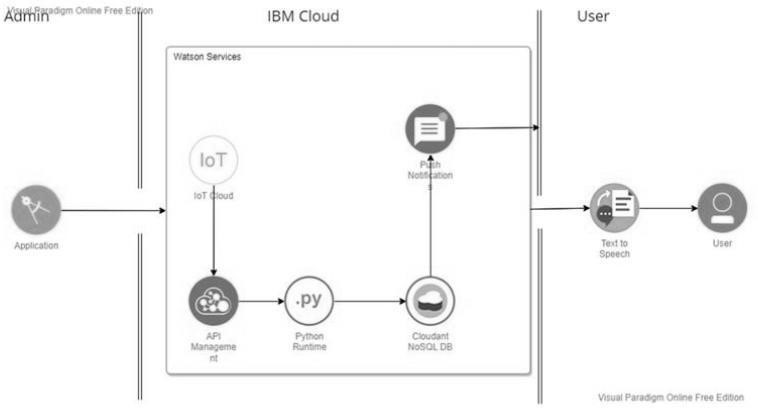 Visual Paradigm Online Free Edition
Admin
IBM Cloud
User
Watson Services
IoT
IoT Cloud
Push
Notification
s
Application
Text to
Speech
User
.py
API
Manageme
nt
Python
Runtime
Cloudant
NoSQL DB
Visual Paradigm Online Free Edition